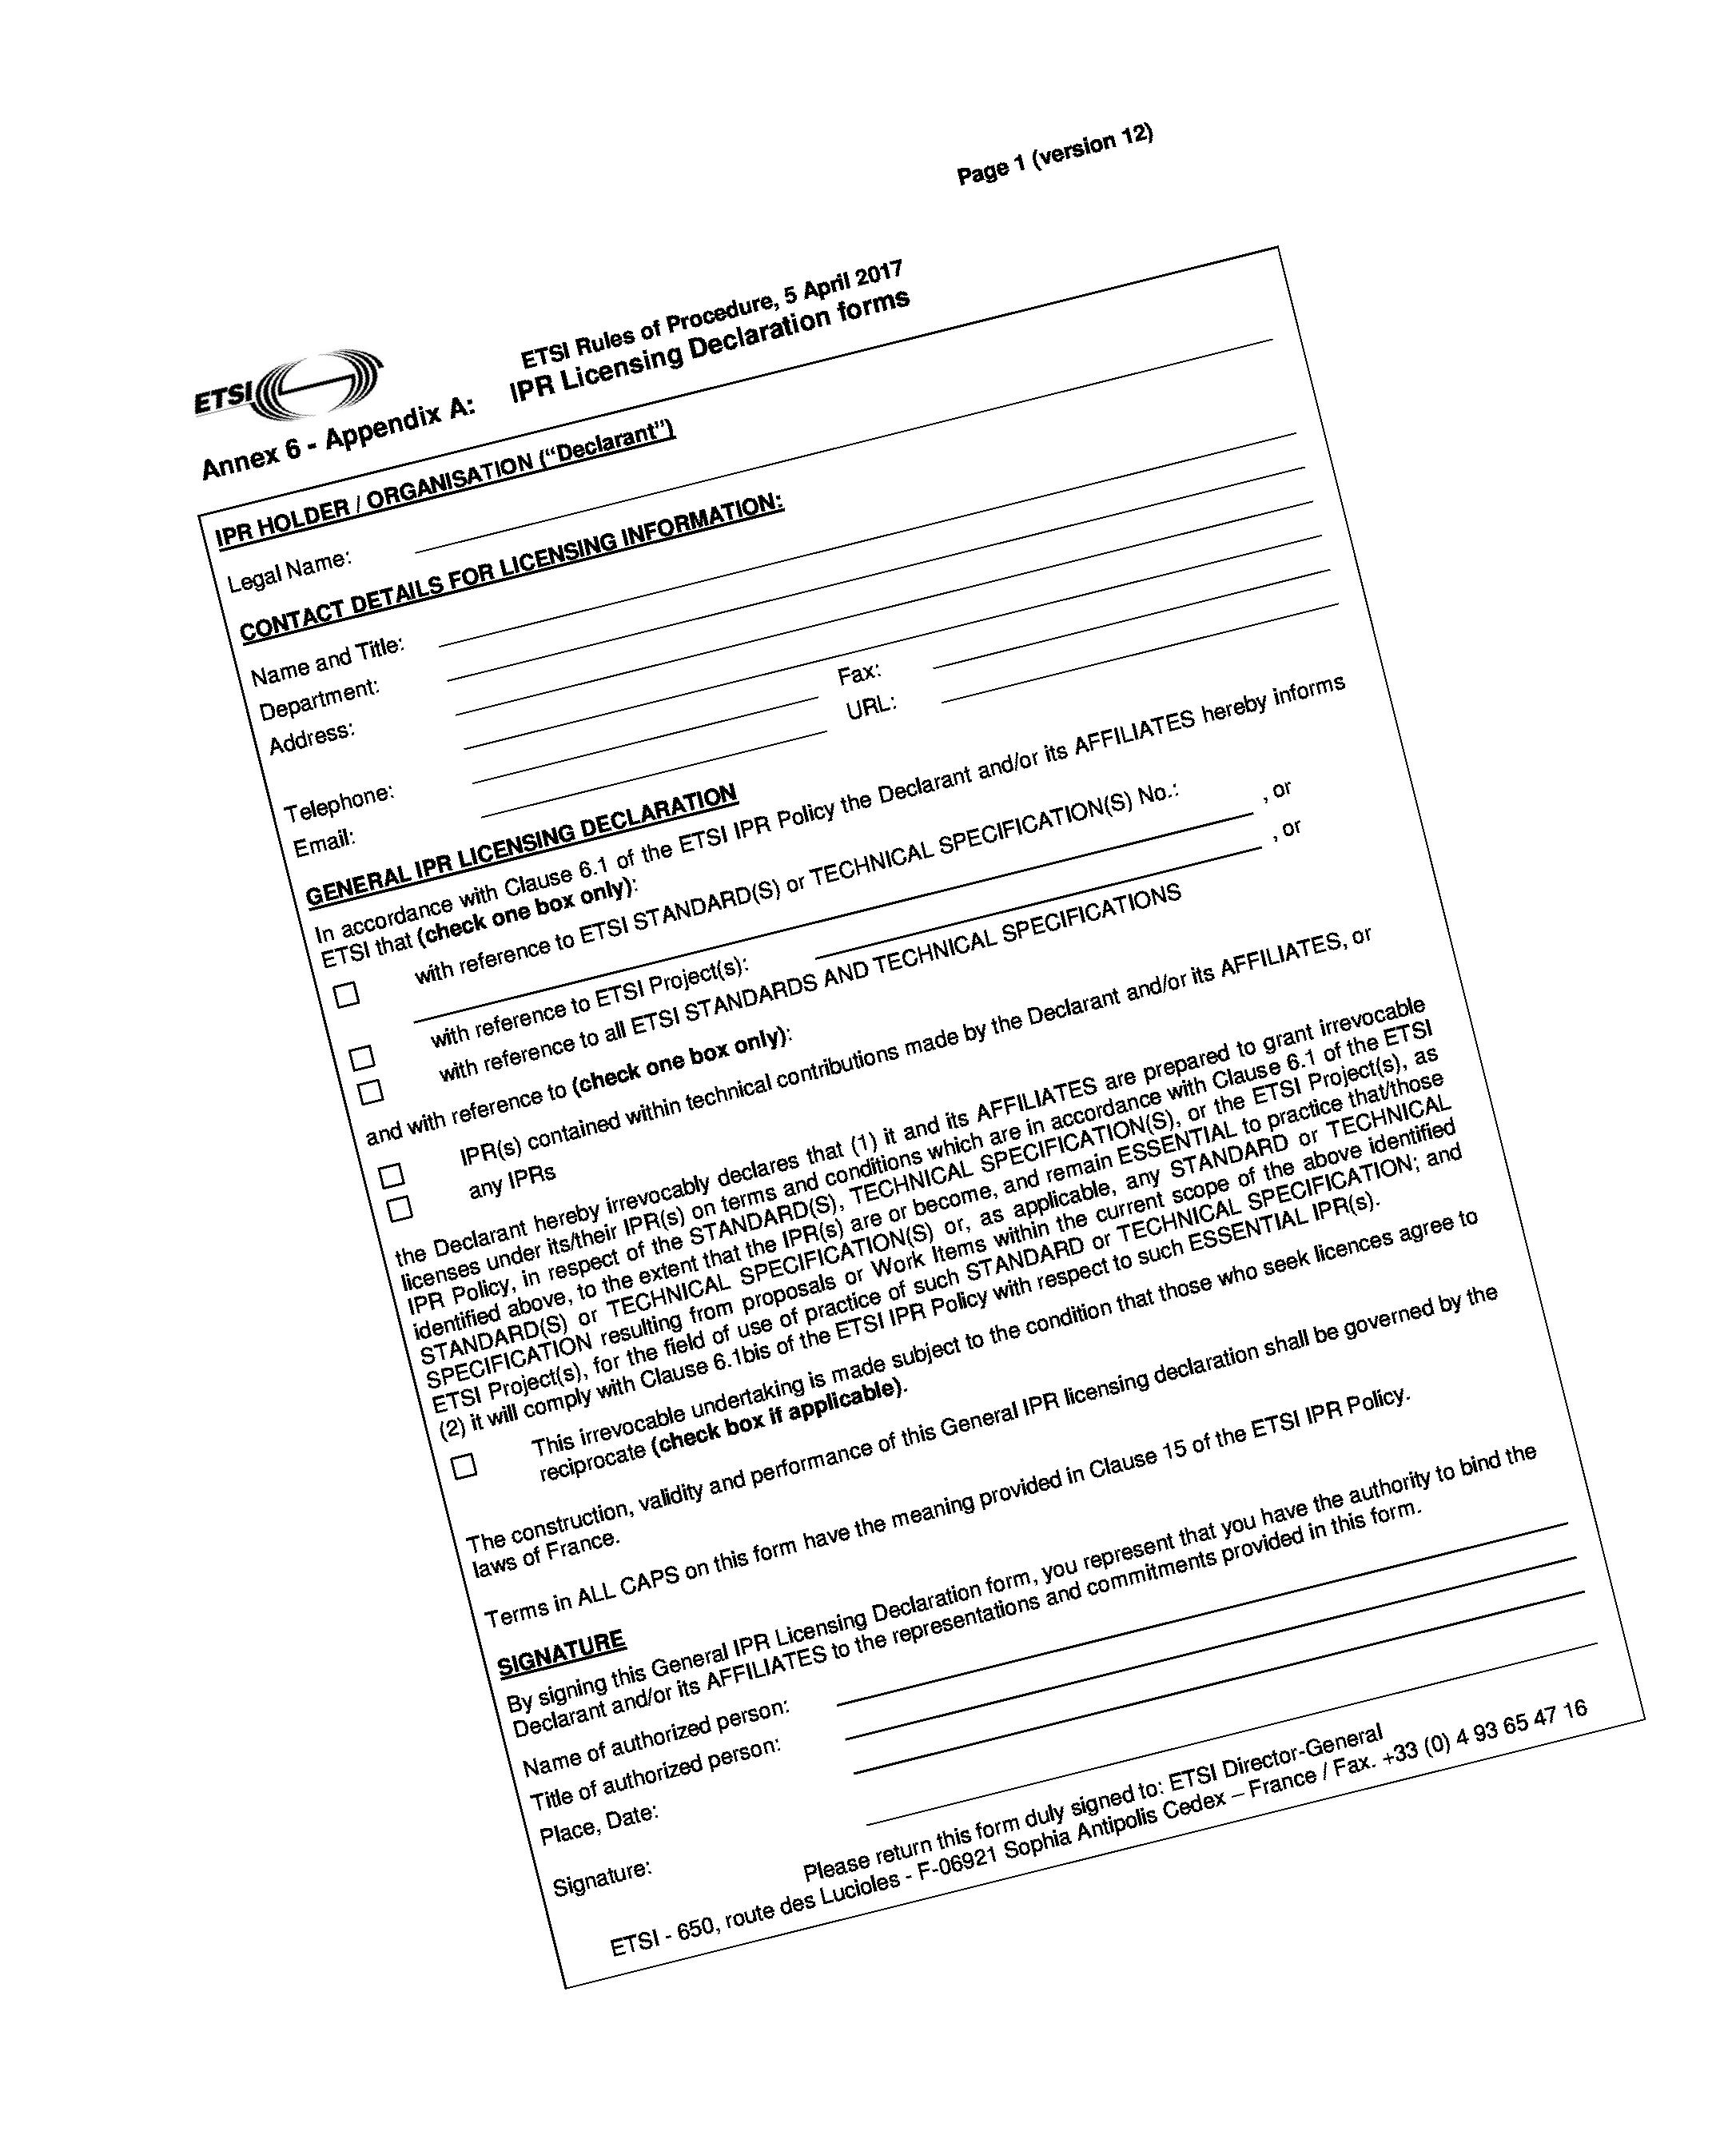 Page 1 (version 12)
ETSI
ETSI Rules of Procedure, 5 April 2017
Annex 6 - Appendix A: IPR Licensing Declaration forms
IPR HOLDER / ORGANISATION (“Declarant”)
Legal Name:
CONTACT DETAILS FOR LICENSING INFORMATION:
Name and Title:
Department:
Address:
Telephone: Fax:
Email: URL:
GENERAL IPR LICENSING DECLARATION
In accordance with Clause 6.1 of the ETSI IPR Policy the Declarant and/or its AFFILIATES hereby informs
ETSI that (check one box only):
with reference to ETSI STANDARD(S) or TECHNICAL SPECIFICATION(S) No.:
, or
with reference to ETSI Project(s): , or
with reference to all ETSI STANDARDS AND TECHNICAL SPECIFICATIONS
and with reference to (check one box only):
IPR(s) contained within technical contributions made by the Declarant and/or its AFFILIATES, or
any IPRs
the Declarant hereby irrevocably declares that (1) it and its AFFILIATES are prepared to grant irrevocable
licenses under its/their IPR(s) on terms and conditions which are in accordance with Clause 6.1 of the ETSI
IPR Policy, in respect of the STANDARD(S), TECHNICAL SPECIFICATION(S), or the ETSI Project(s), as
identified above, to the extent that the IPR(s) are or become, and remain ESSENTIAL to practice that/those
STANDARD(S) or TECHNICAL SPECIFICATION(S) or, as applicable, any STANDARD or TECHNICAL
SPECIFICATION resulting from proposals or Work Items within the current scope of the above identified
ETSI Project(s), for the field of use of practice of such STANDARD or TECHNICAL SPECIFICATION; and
(2) it will comply with Clause 6.1bis of the ETSI IPR Policy with respect to such ESSENTIAL IPR(s).
This irrevocable undertaking is made subject to the condition that those who seek licences agree to
reciprocate (check box if applicable).
The construction, validity and performance of this General IPR licensing declaration shall be governed by the
laws of France.
Terms in ALL CAPS on this form have the meaning provided in Clause 15 of the ETSI IPR Policy.
SIGNATURE
By signing this General IPR Licensing Declaration form, you represent that you have the authority to bind the
Declarant and/or its AFFILIATES to the representations and commitments provided in this form.
Name of authorized person:
Title of authorized person:
Place, Date:
Signature:
Please return this form duly signed to: ETSI Director-General
ETSI - 650, route des Lucioles - F-06921 Sophia Antipolis Cedex – France / Fax. +33 (0) 4 93 65 47 16